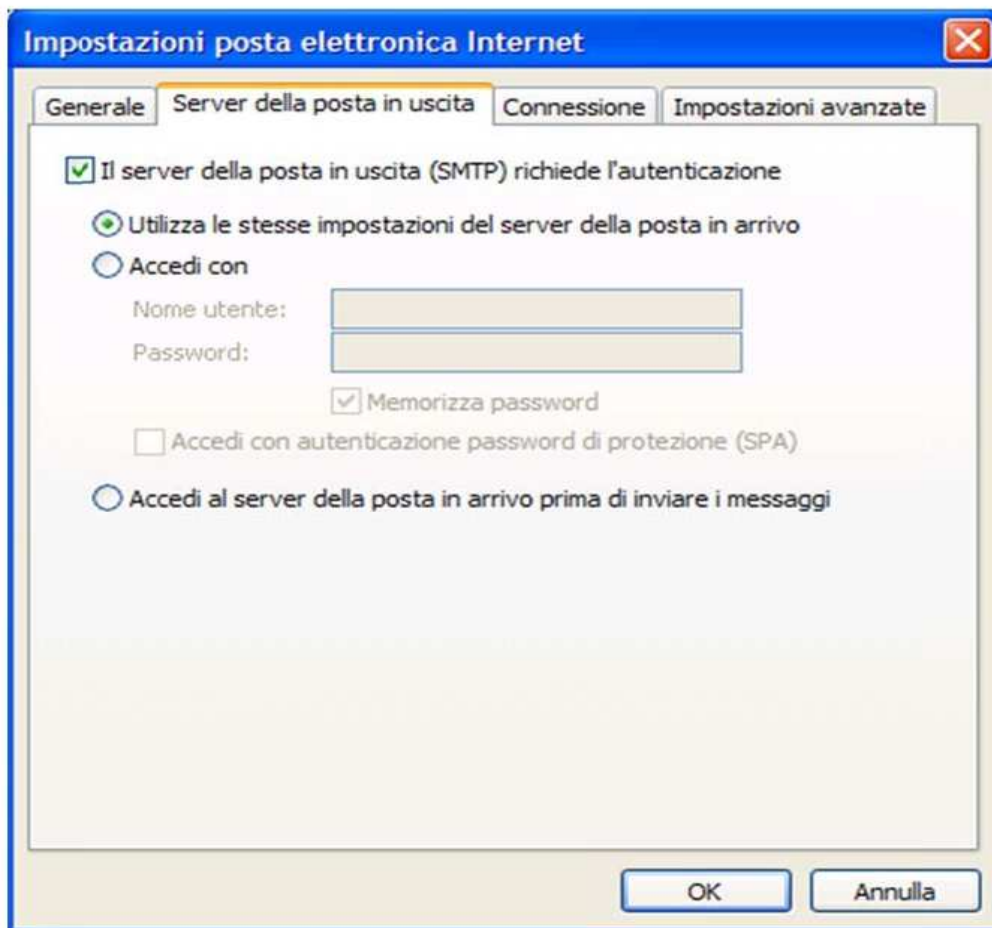 Impostazioni posta elettronica Internet
Generale
Server della posta in uscita
Connessione
Impostazioni avanzate
Il server della posta in uscita (SMTP) richiede l'autenticazione
Utilizza le stesse impostazioni del server della posta in arrivo
Accedi con
Nome utente:
Password:
Memorizza password
Accedi con autenticazione password di protezione (SPA)
Accedi al server della posta in arrivo prima di inviare i messaggi
OK
Annulla